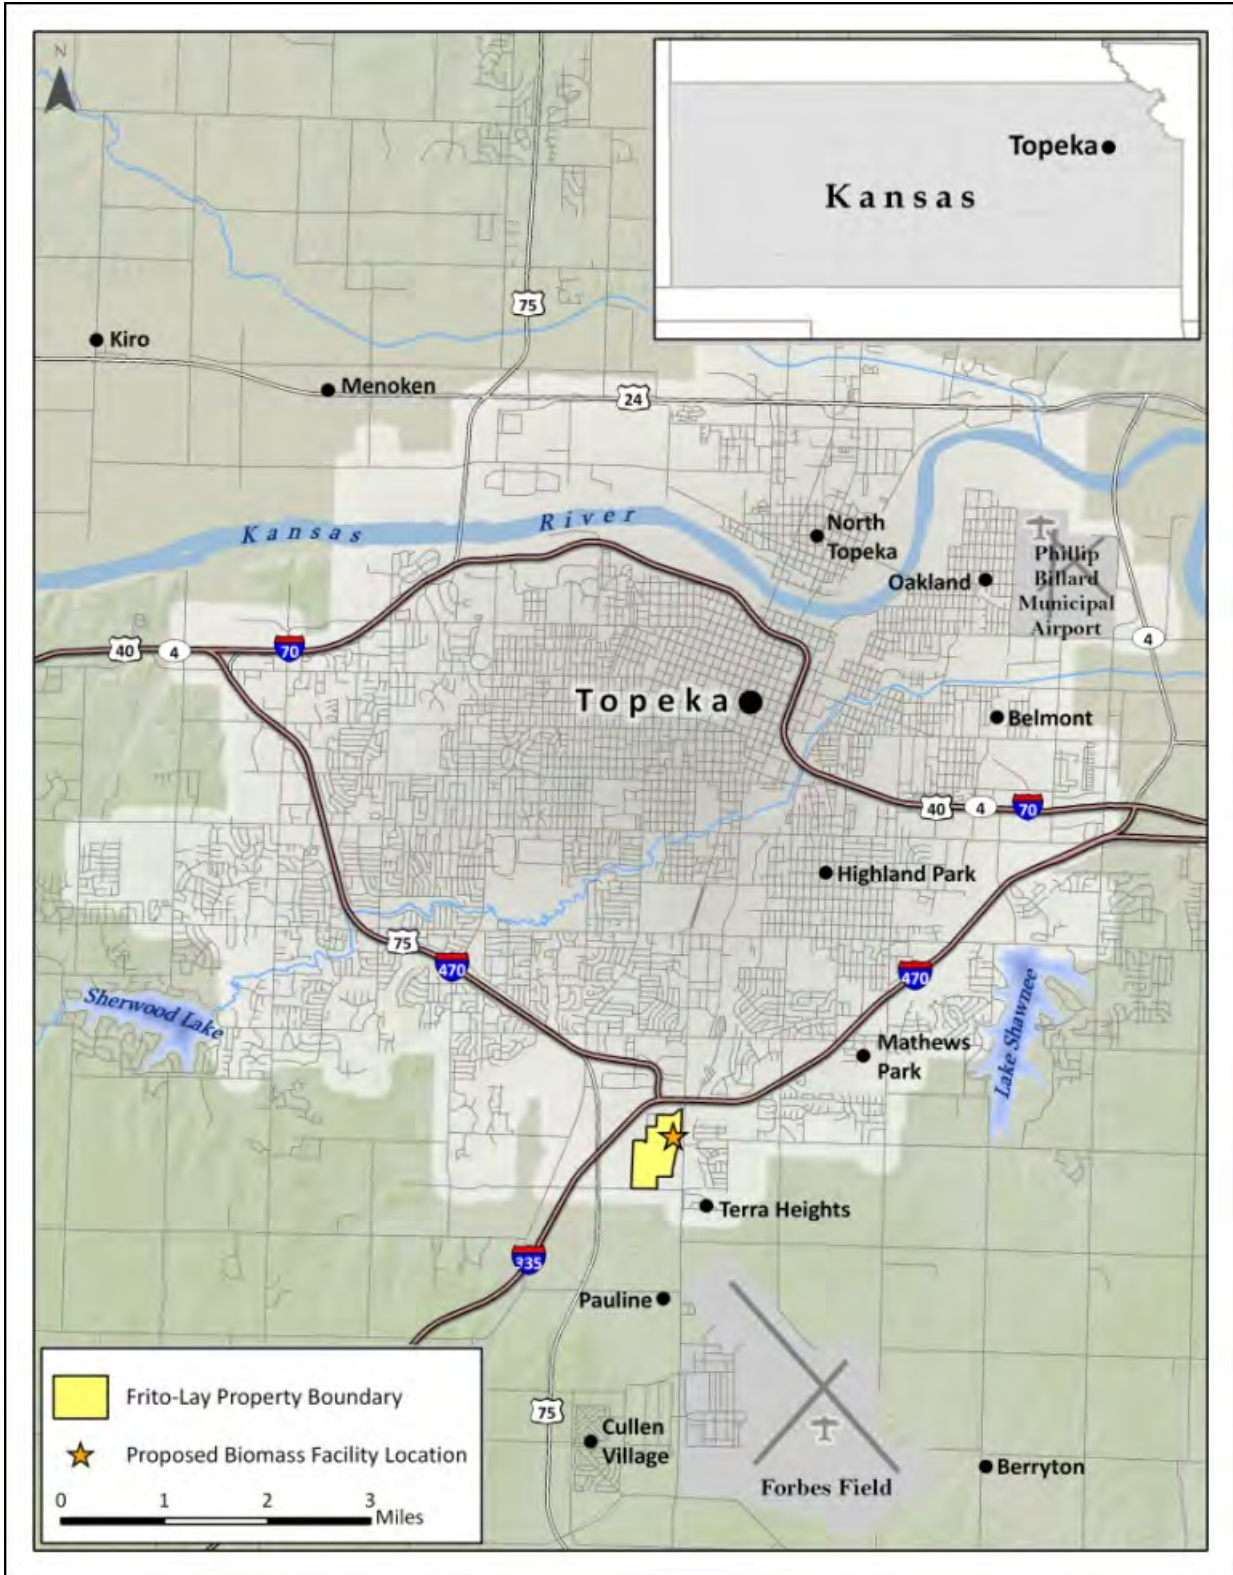 N
Topeka
Kansas
75
Kiro
Menoken
24
Kansas River
North
Topeka
Oakland
Phillip
Billard
Municipal
Airport
40
4
70
4
Topeka
Belmont
40
4
70
Highland Park
75
470
470
Sherwood Lake
Lake Shawnee
Mathews
Park
Terra Heights
335
Pauline
75
Cullen
Village
Forbes Field
Berryton
Frito-Lay Property Boundary
Proposed Biomass Facility Location
0 1 2 3
Miles